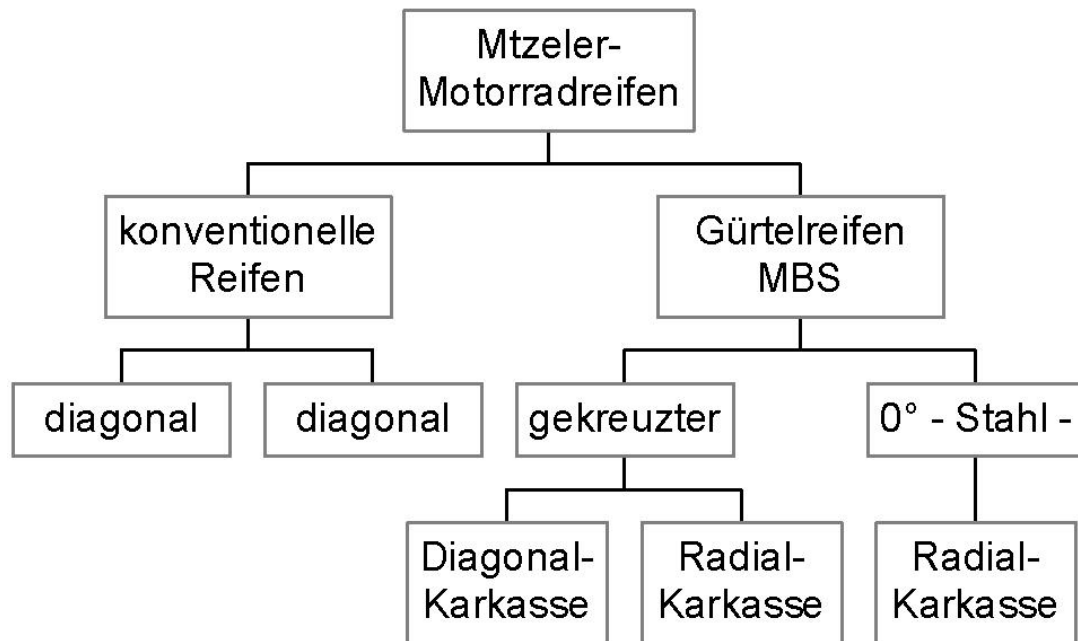 Mtzeler-
Motorradreifen
konventionelle
Reifen
Gürtelreifen
MBS
diagonal
diagonal
gekreuzter
0° - Stahl -
Diagonal-
Karkasse
Radial-
Karkasse
Radial-
Karkasse